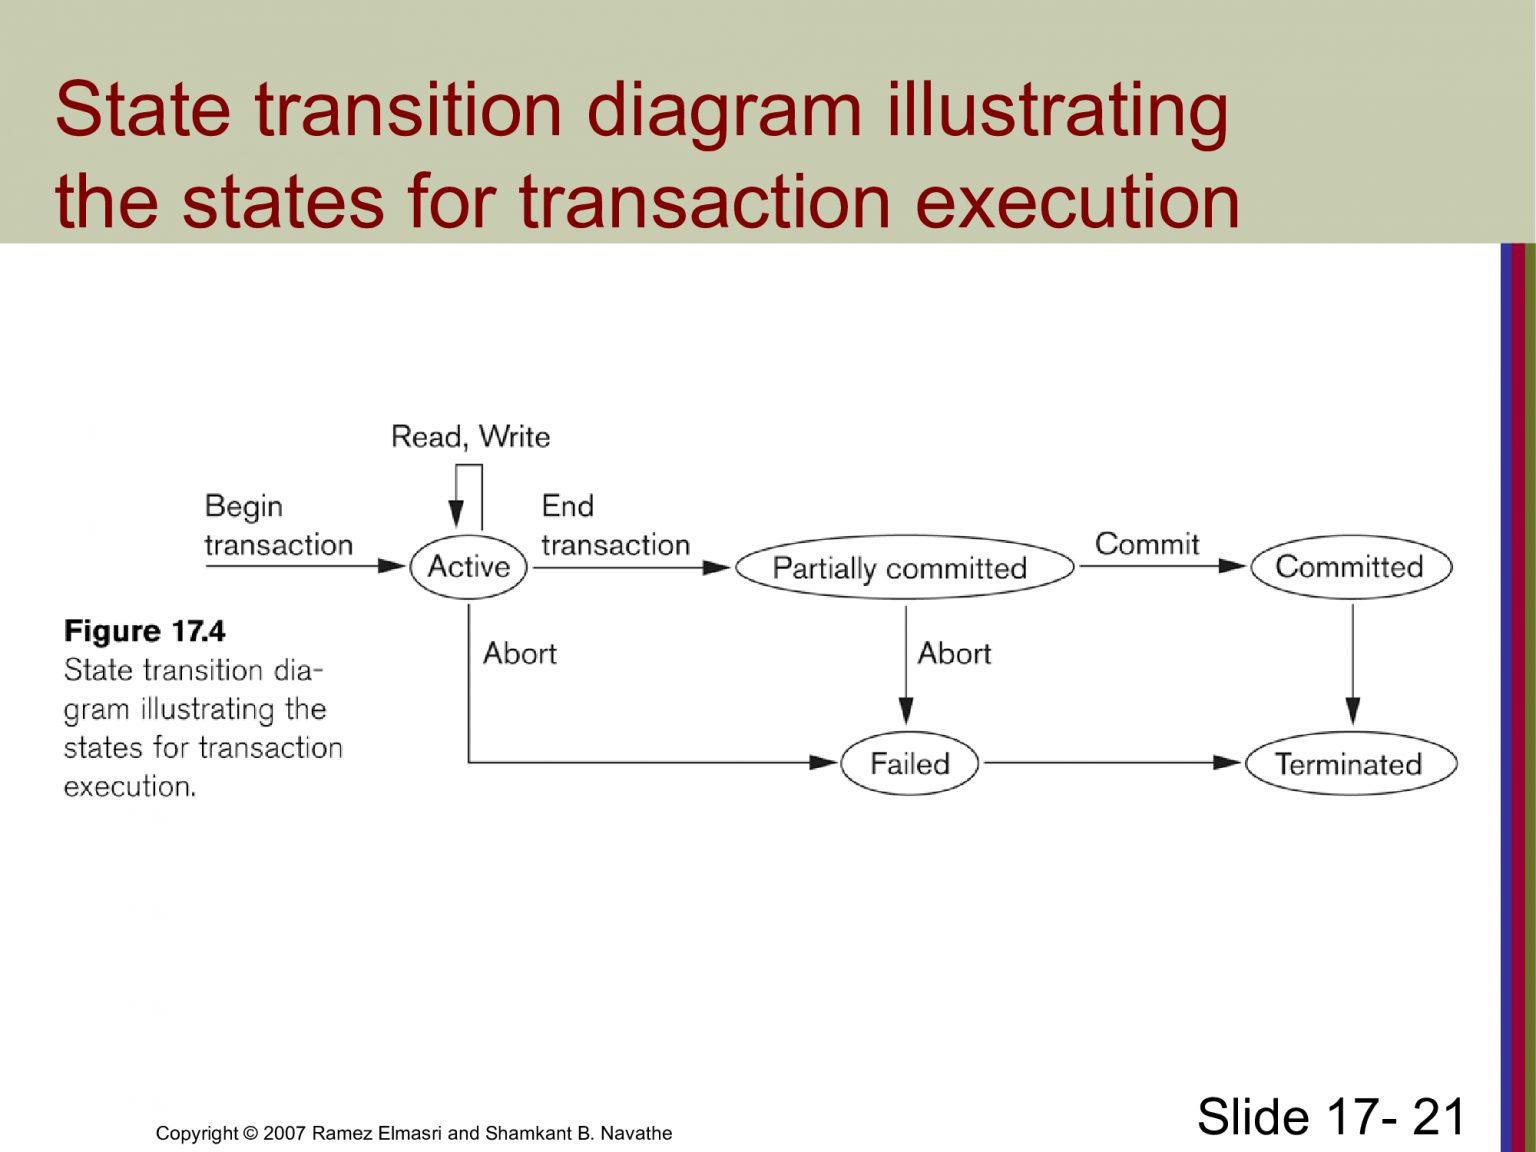 State transition diagram illustrating
the states for transaction execution
Read, Write
Begin
transaction
End
transaction
Commit
Active
Partially committed
Committed
Abort
Abort
Failed
Terminated
Figure 17.4
State transition dia-
gram illustrating the
states for transaction
execution.
Copyright © 2007 Ramez Elmasri and Shamkant B. Navathe
Slide 17- 21